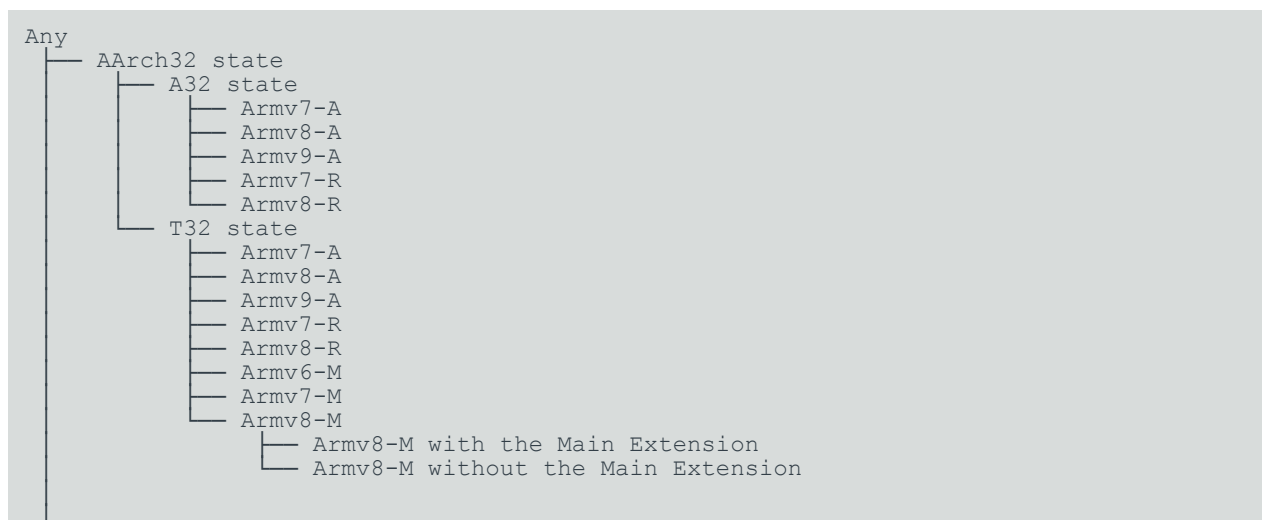 Any
AArch32 state
A32 state
Armv7-A
Armv8-A
Armv9-A
Armv7-R
Armv8-R
T32 state
Armv7-A
Armv8-A
Armv9-A
Armv7-R
Armv8-R
Armv6-M
Armv7-M
Armv8-M
Armv8-M with the Main Extension
Armv8-M without the Main Extension